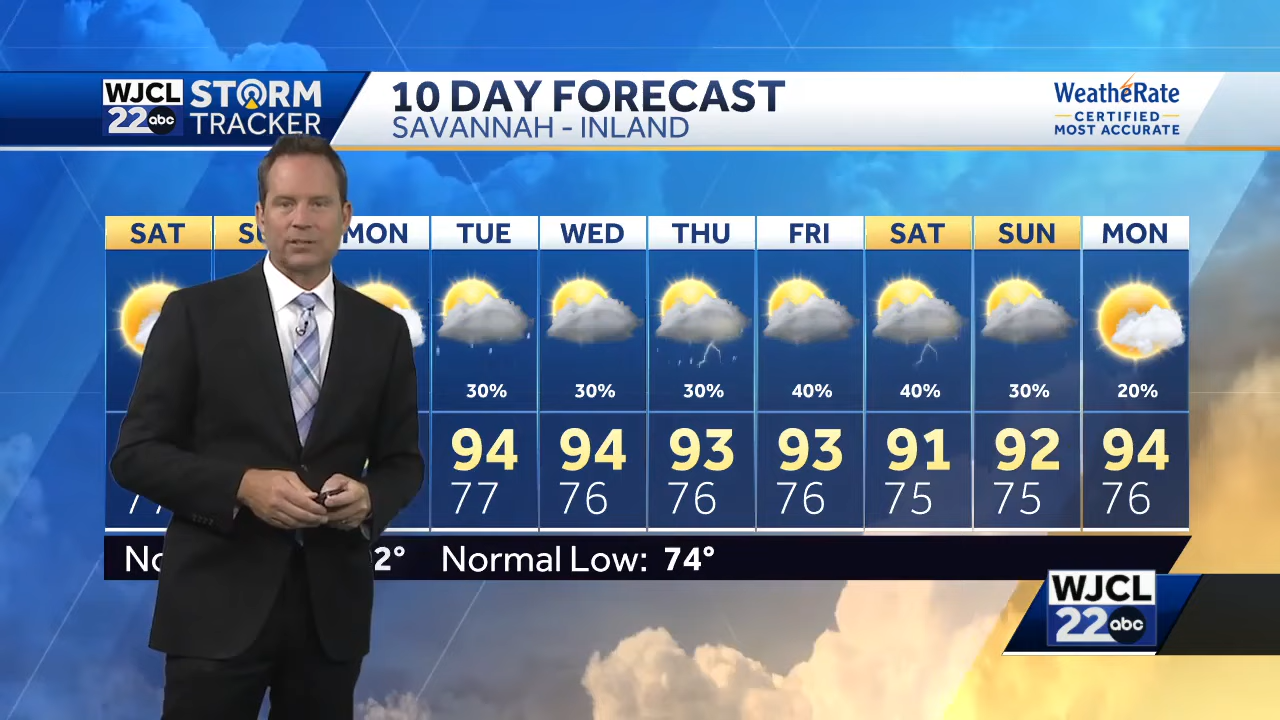 WJCL
22 abc
STORM
TRACKER
10 DAY FORECAST
SAVANNAH - INLAND
WeatheRate
CERTIFIED
MOST ACCURATE
SAT MON TUE WED THU FRI SAT SUN MON
30% 30% 30% 40% 40% 30% 20%
94 94 93 93 91 92 94
77 76 76 76 75 75 76
Normal Low: 74°
WJCL
22 abc